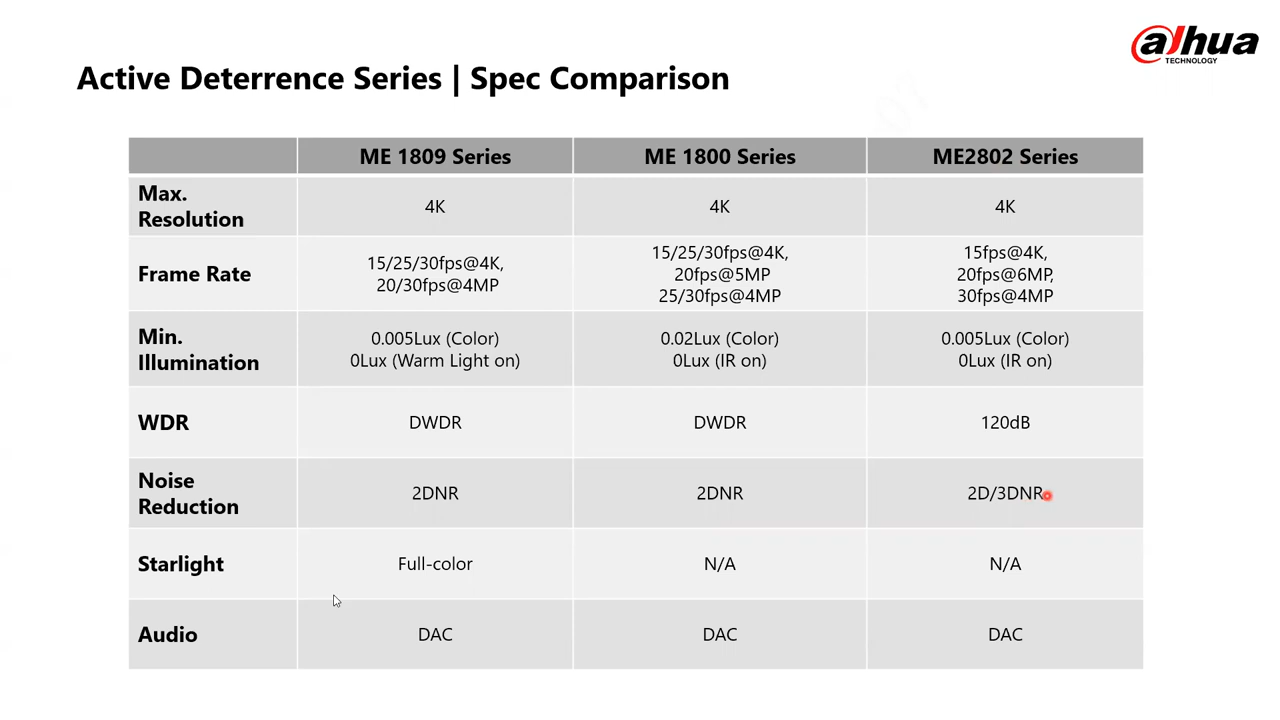 alhua
TECHNOLOGY
Active Deterrence Series | Spec Comparison
ME 1809 Series
ME 1800 Series
ME2802 Series
Max.
Resolution
4K
4K
4K
Frame Rate
15/25/30fps@4K,
20/30fps@4MP
15/25/30fps@4K,
20fps@5MP
25/30fps@4MP
15fps@4K,
20fps@6MP,
30fps@4MP
Min.
Illumination
0.005Lux (Color)
0Lux (Warm Light on)
0.02Lux (Color)
0Lux (IR on)
0.005Lux (Color)
0Lux (IR on)
WDR
DWDR
DWDR
120dB
Noise
Reduction
2DNR
2DNR
2D/3DNR
Starlight
Full-color
N/A
N/A
Audio
DAC
DAC
DAC